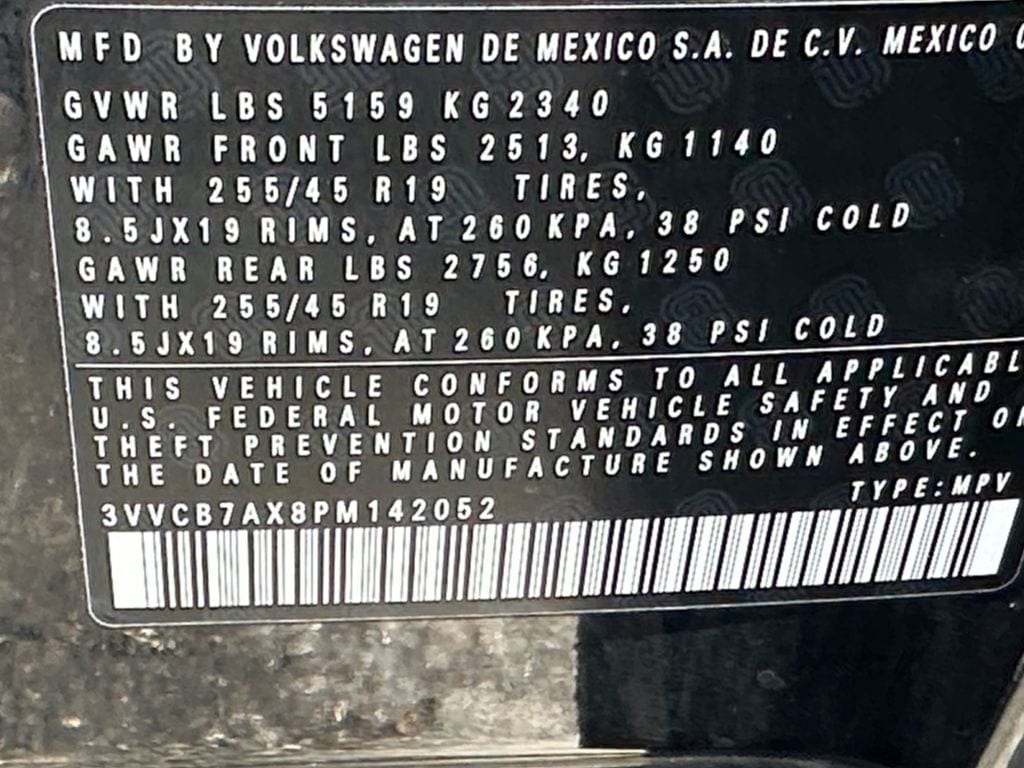 MFD BY VOLKSWAGEN DE MEXICO S.A. DE C.V. MEXICO
GVWR LBS 5159 KG 2340
GAWR FRONT LBS 2513, KG 1140
WITH 255/45 R19 TIRES,
8.5JX19 RIMS, AT 260 KPA, 38 PSI COLD
GAWR REAR LBS 2756, KG 1250
WITH 255/45 R19 TIRES,
8.5JX19 RIMS, AT 260 KPA, 38 PSI COLD
THIS VEHICLE CONFORMS TO ALL APPLICABL
U.S. FEDERAL MOTOR VEHICLE SAFETY AND
THEFT PREVENTION STANDARDS IN EFFECT O
THE DATE OF MANUFACTURE SHOWN ABOVE.
TYPE: MPV
3VVCB7AX8PM142052